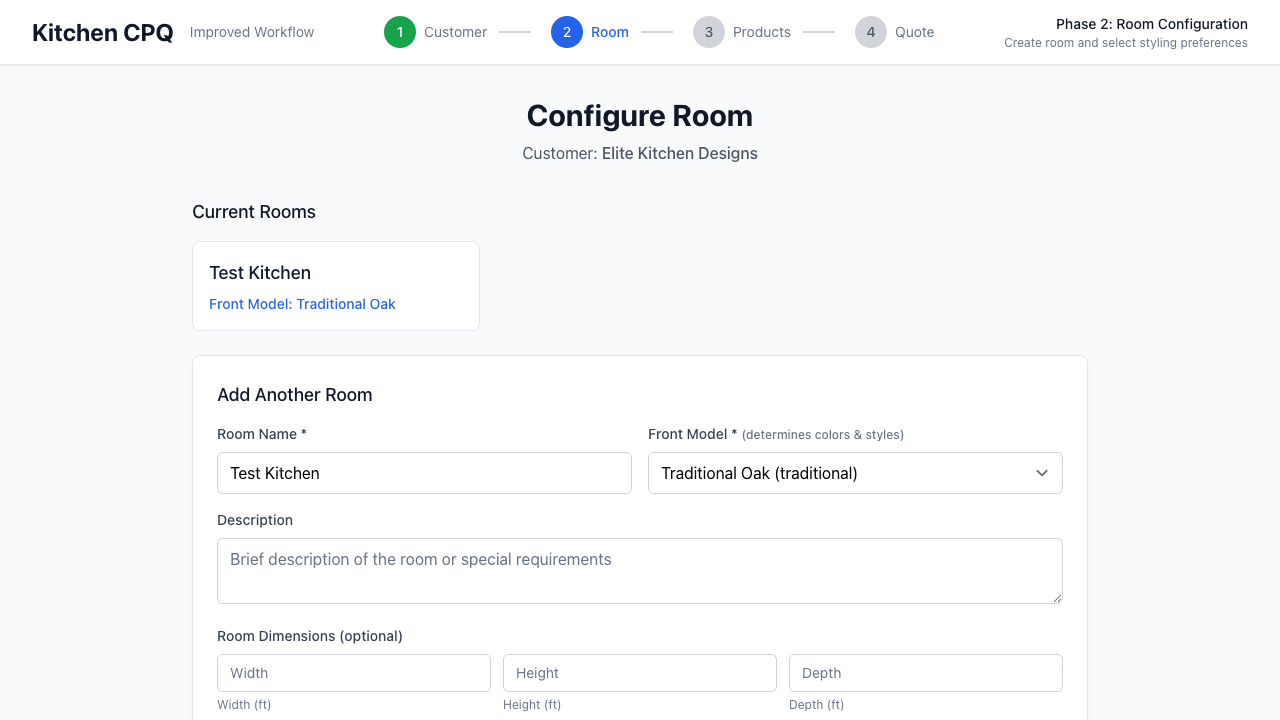 Kitchen CPQ Improved Workflow
1 Customer 2 Room 3 Products 4 Quote
Phase 2: Room Configuration
Create room and select styling preferences
Configure Room
Customer: Elite Kitchen Designs
Current Rooms
Test Kitchen
Front Model: Traditional Oak
Add Another Room
Room Name *
Test Kitchen
Front Model * (determines colors & styles)
Traditional Oak (traditional)
Description
Brief description of the room or special requirements
Room Dimensions (optional)
Width Height Depth
Width (ft) Height (ft) Depth (ft)